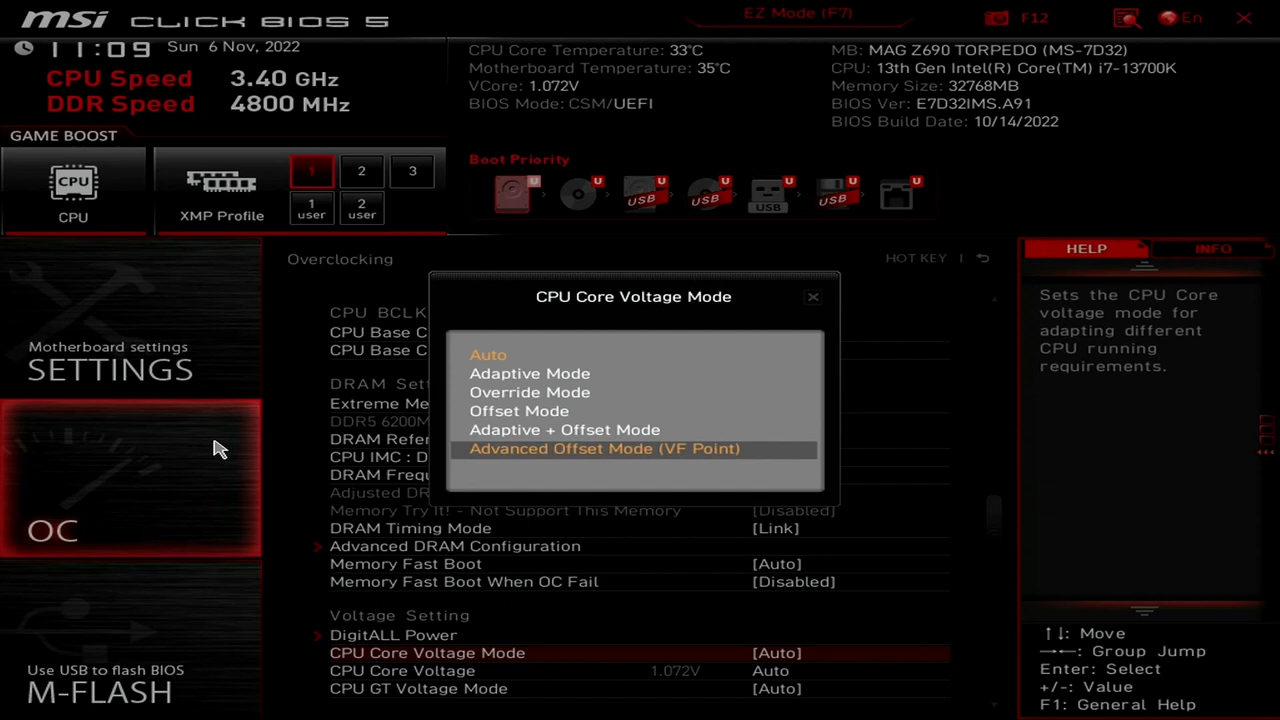 msi CLICK BIOS 5
EZ Mode (F7)
F12
En
11:09 Sun 6 Nov, 2022
CPU Speed 3.40 GHz
DDR Speed 4800 MHz
CPU Core Temperature: 33°C
Motherboard Temperature: 35°C
VCore: 1.072V
BIOS Mode: CSM/UEFI
MB: MAG Z690 TORPEDO (MS-7D32)
CPU: 13th Gen Intel(R) Core(TM) i7-13700K
Memory Size: 32768MB
BIOS Ver: E7D32IMS.A91
BIOS Build Date: 10/14/2022
GAME BOOST
CPU
CPU
XMP Profile
1 2 3
1 user 2 user
Boot Priority
U U U U U U U
USB USB USB USB
Motherboard settings
SETTINGS
OC
Use USB to flash BIOS
M-FLASH
Overclocking
HOT KEY |
CPU BCLK
CPU Base C
CPU Base C
DRAM Set
Extreme Me
DDR5 6200M
DRAM Refer
CPU IMC : D
DRAM Frequ
Adjusted DR
Memory Try It! - Not Support This Memory [Disabled]
DRAM Timing Mode [Link]
Advanced DRAM Configuration
Memory Fast Boot [Auto]
Memory Fast Boot When OC Fail [Disabled]
Voltage Setting
DigitALL Power
CPU Core Voltage Mode [Auto]
CPU Core Voltage 1.072V Auto
CPU GT Voltage Mode [Auto]
CPU Core Voltage Mode
Auto
Adaptive Mode
Override Mode
Offset Mode
Adaptive + Offset Mode
Advanced Offset Mode (VF Point)
HELP INFO
Sets the CPU Core
voltage mode for
adapting different
CPU running
requirements.
↑↓: Move
→←: Group Jump
Enter: Select
+/-: Value
F1: General Help